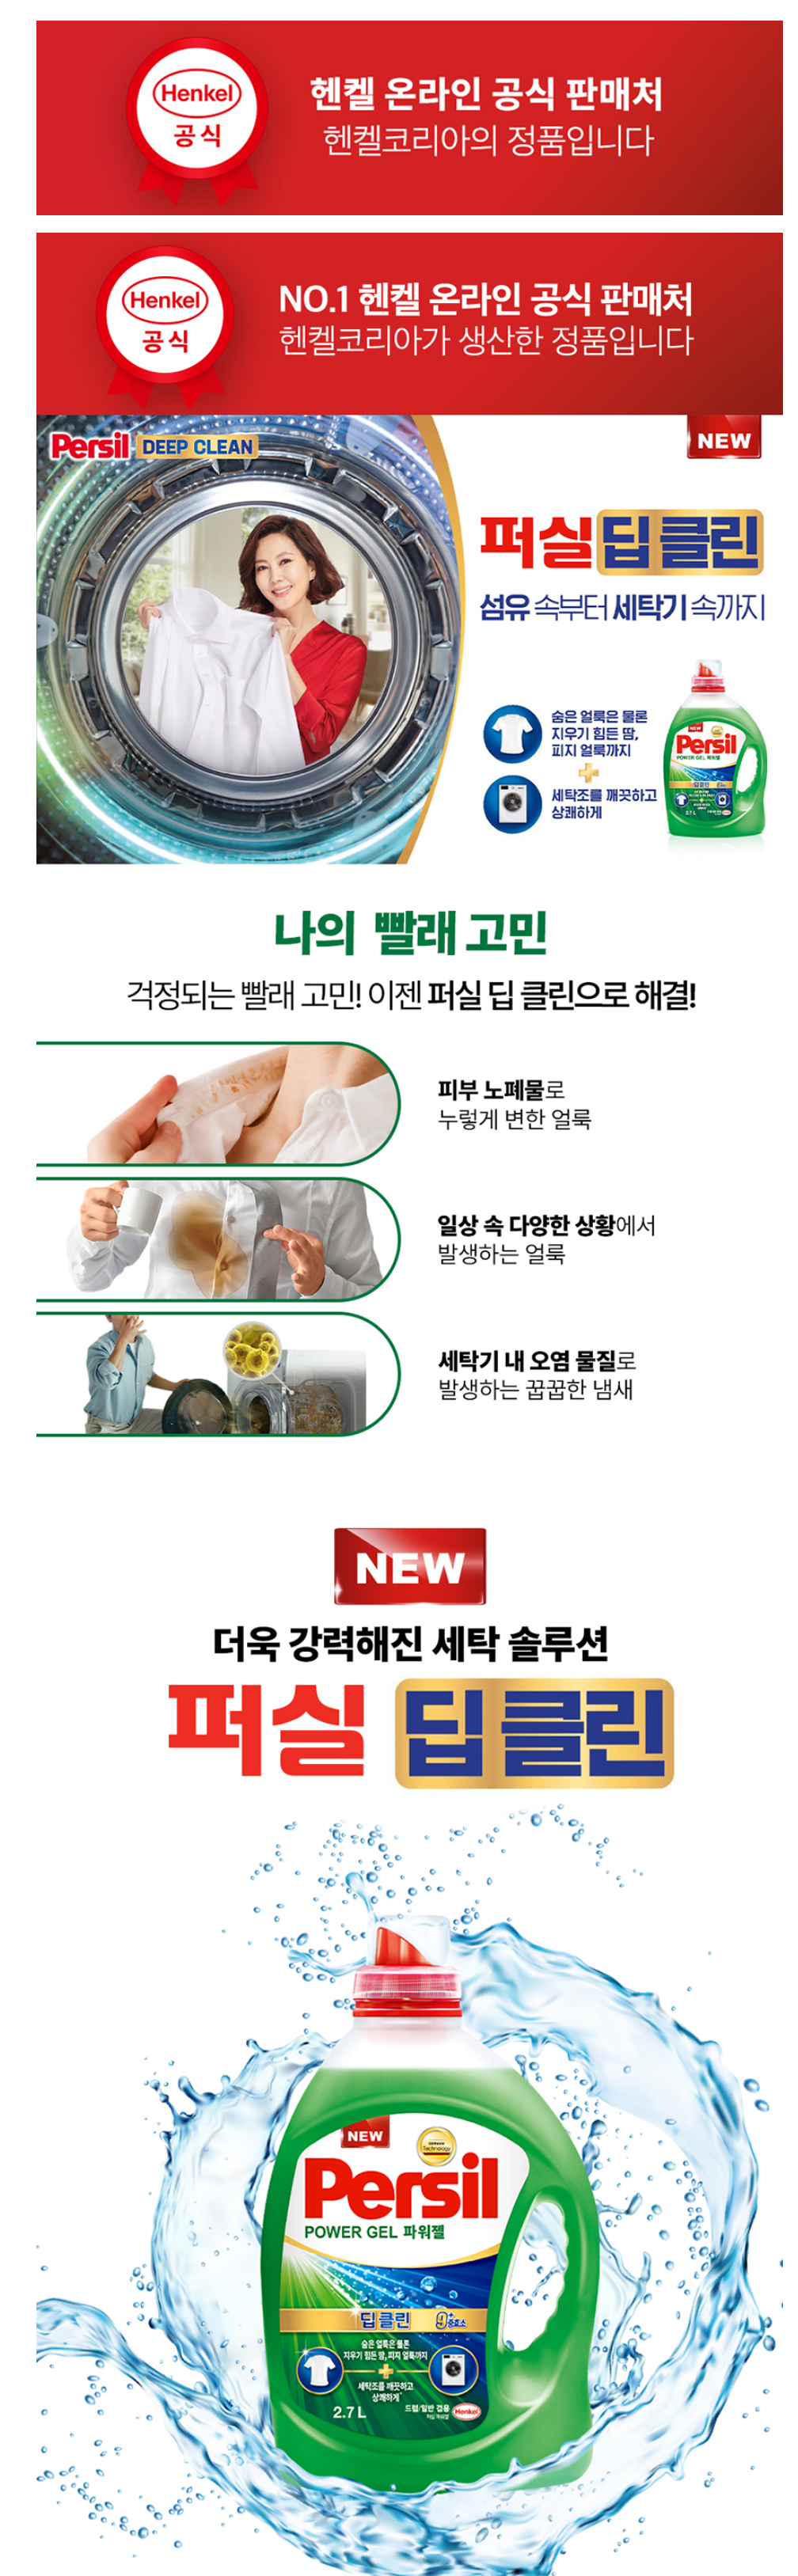 Henkel
공식
헨켈 온라인 공식 판매처
헨켈코리아의 정품입니다
Henkel
공식
NO.1 헨켈 온라인 공식 판매처
헨켈코리아가 생산한 정품입니다
Persil DEEP CLEAN
NEW
퍼실 딥 클린
섬유 속부터 세탁기 속까지
숨은 얼룩은 물론
지우기 힘든 땀,
피지 얼룩까지
세탁조를 깨끗하고
상쾌하게
NEW
Persil
POWER GEL 파워젤
딥 클린
2.7 L
나의 빨래 고민
걱정되는 빨래 고민! 이젠 퍼실 딥 클린으로 해결!
피부 노폐물로
누렇게 변한 얼룩
일상 속 다양한 상황에서
발생하는 얼룩
세탁기 내 오염 물질로
발생하는 꿉꿉한 냄새
NEW
더욱 강력해진 세탁 솔루션
퍼실 딥 클린
NEW
Technology
Persil
POWER GEL 파워젤
딥 클린 9+ 중효소
숨은 얼룩은 물론
지우기 힘든 땀, 피지 얼룩까지
+
세탁조를 깨끗하고
상쾌하게*
2.7 L
드럼/일반 겸용
Henkel